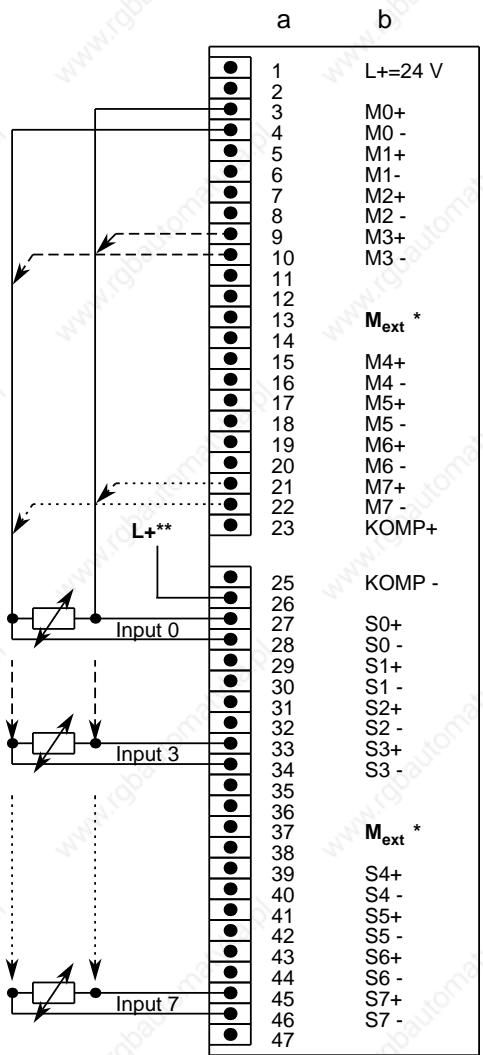 a b
1 L+=24 V
2
3 M0+
4 M0 -
5 M1+
6 M1-
7 M2+
8 M2 -
9 M3+
10 M3 -
11
12
13 Mext *
14
15 M4+
16 M4 -
17 M5+
18 M5 -
19 M6+
20 M6 -
21 M7+
22 M7 -
L+** 23 KOMP+
25 KOMP -
26
27 S0+
Input 0 28 S0 -
29 S1+
30 S1 -
31 S2+
32 S2 -
33 S3+
Input 3 34 S3 -
35
36
37 Mext *
38
39 S4+
40 S4 -
41 S5+
42 S5 -
43 S6+
44 S6 -
45 S7+
Input 7 46 S7 -
47
www.rgbautomatyka.pl